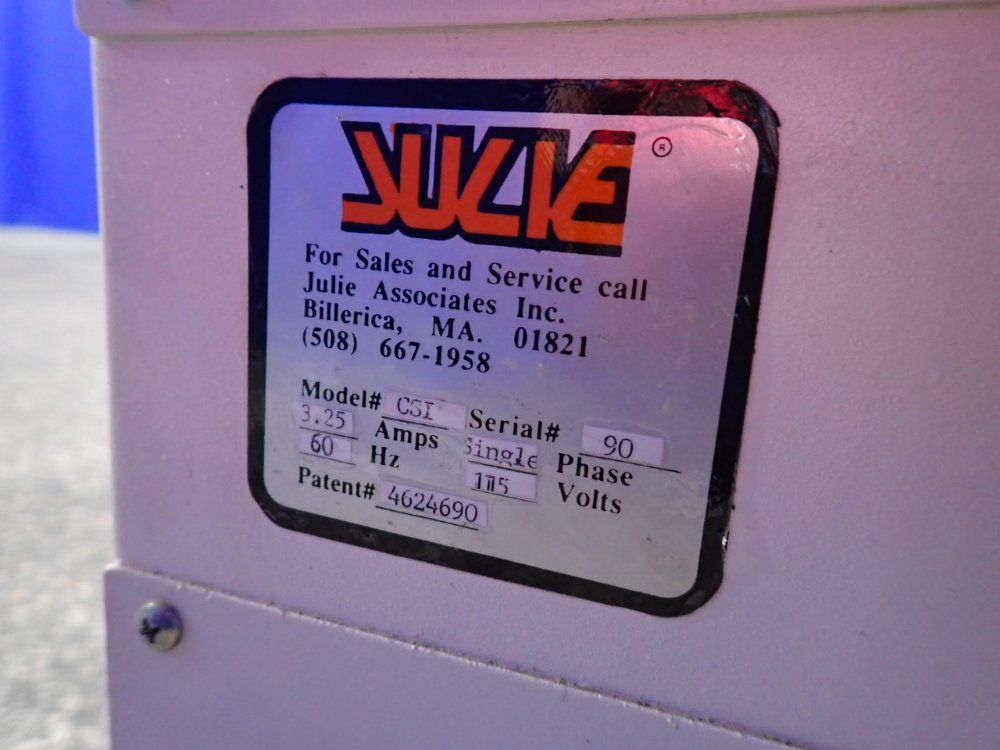 JULIE ®
For Sales and Service call
Julie Associates Inc.
Billerica, MA. 01821
(508) 667-1958
Model# CSI Serial# 90
3.25 Amps Single Phase
60 Hz 115 Volts
Patent# 4624690